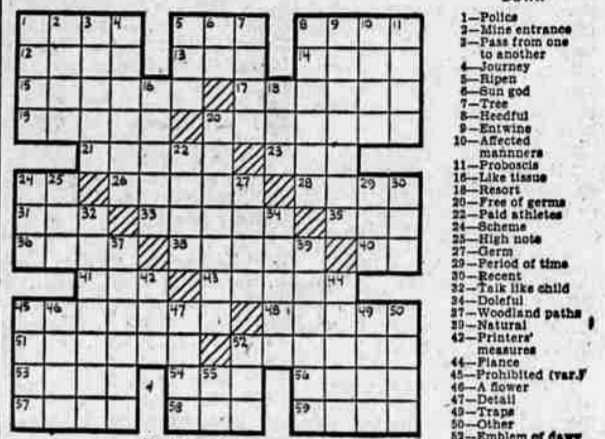 DOWN
1—Police
2—Mine entrance
3—Pass from one
to another
4—Journey
5—Ripen
6—Sun god
7—Tree
8—Heedful
9—Entwine
10—Affected
mannners
11—Proboscis
16—Like tissue
18—Resort
20—Free of germs
22—Paid athletes
24—Scheme
25—High note
27—Germ
29—Period of time
30—Recent
32—Talk like child
34—Doleful
37—Woodland paths
39—Natural
42—Printers'
measures
44—Fiance
45—Prohibited (var.)
46—A flower
47—Detail
49—Traps
50—Other
52—Emblem of dawn
1 2 3 4 5 6 7 8 9 10 11
12 13 14
15 16 17 18
19 20
21 22 23
24 25 26 27 28 29 30
31 32 33 34 35
36 37 38 39 40
41 42 43 44
45 46 47 48 49 50
51 52
53 54 55 56
57 58 59